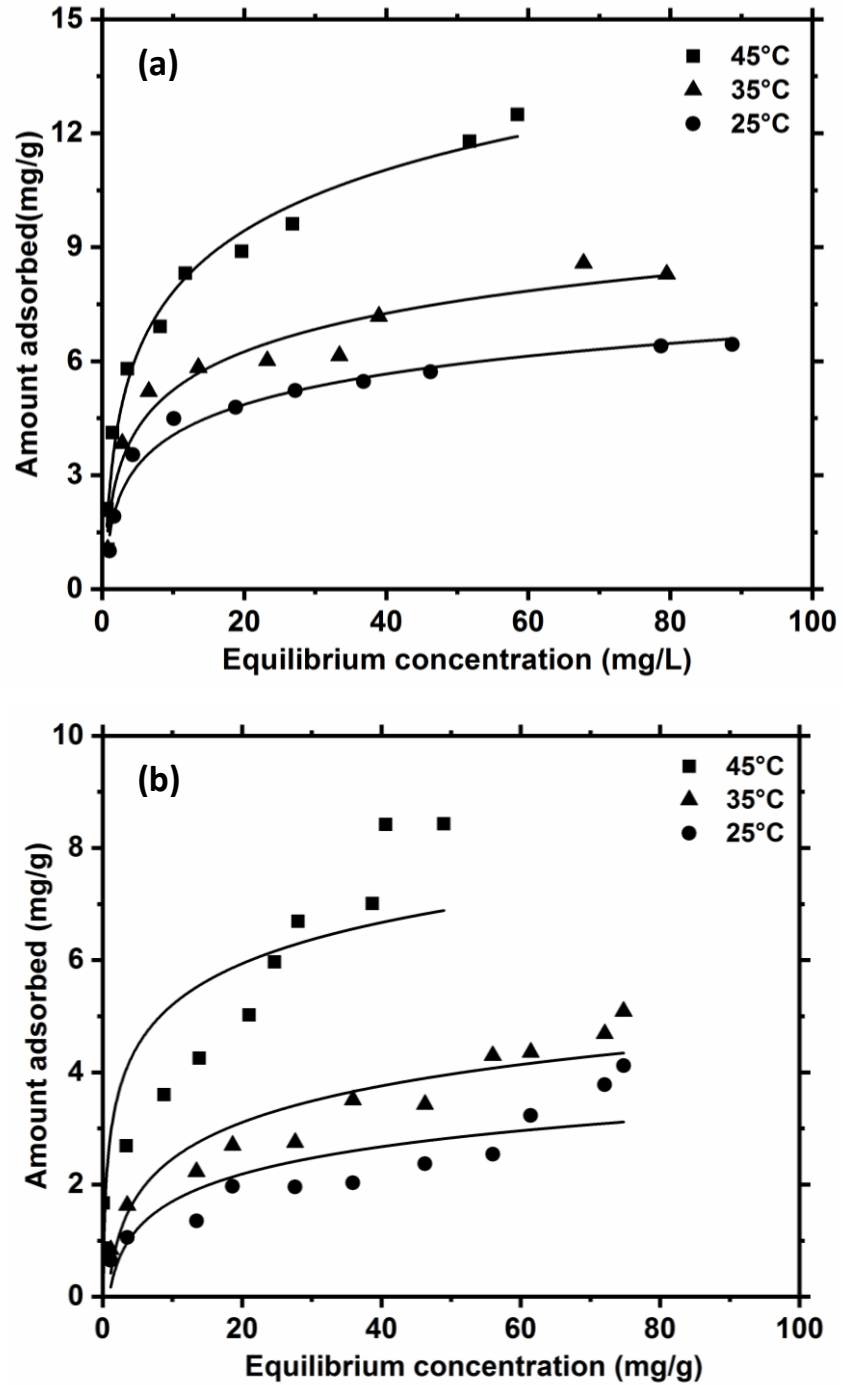 (a)
45°C
35°C
25°C
15
12
9
6
3
0
Amount adsorbed(mg/g)
0 20 40 60 80 100
Equilibrium concentration (mg/L)
(b)
45°C
35°C
25°C
10
8
6
4
2
0
Amount adsorbed (mg/g)
0 20 40 60 80 100
Equilibrium concentration (mg/g)